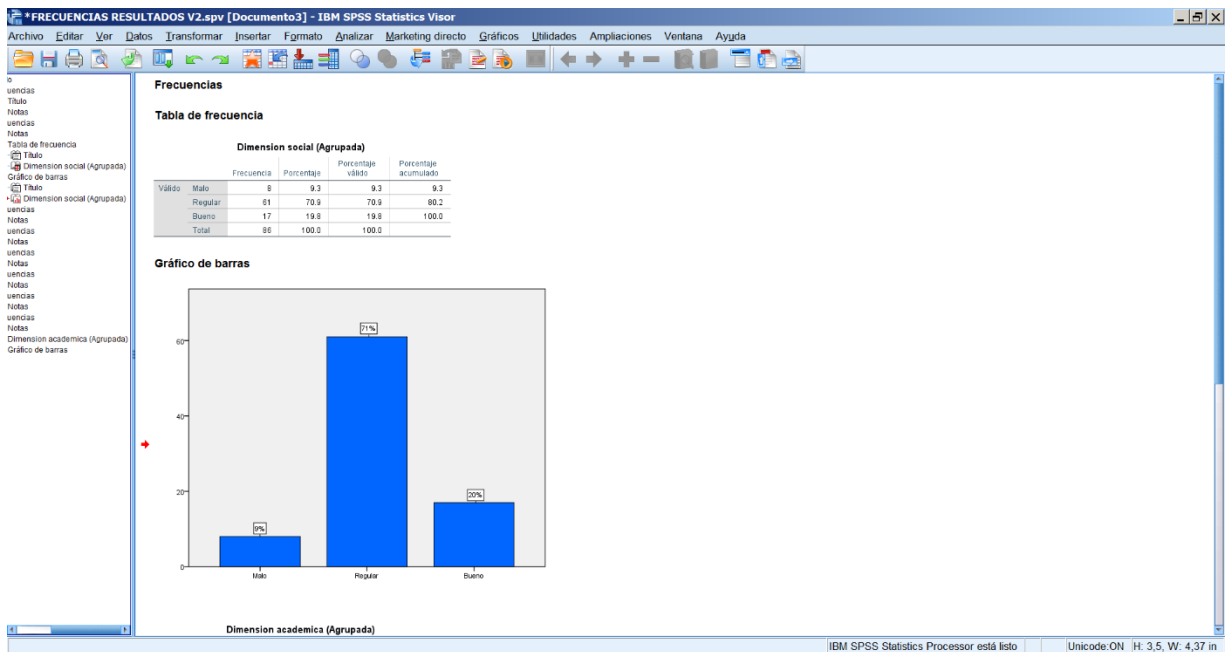 *FRECUENCIAS RESULTADOS V2.spv [Documento3] - IBM SPSS Statistics Visor
Archivo Editar Ver Datos Transformar Insertar Formato Analizar Marketing directo Gráficos Utilidades Ampliaciones Ventana Ayuda
o
uencias
Título
Notas
uencias
Notas
Tabla de frecuencia
Título
Dimension social (Agrupada)
Gráfico de barras
Título
Dimension social (Agrupada)
uencias
Notas
uencias
Notas
uencias
Notas
uencias
Notas
uencias
Notas
uencias
Notas
Dimension academica (Agrupada)
Gráfico de barras
Frecuencias
Tabla de frecuencia
Dimension social (Agrupada)
Frecuencia Porcentaje Porcentaje válido Porcentaje acumulado
Válido Malo 8 9.3 9.3 9.3
Regular 61 70.9 70.9 80.2
Bueno 17 19.8 19.8 100.0
Total 86 100.0 100.0
Gráfico de barras
60
40
20
0
9%
71%
20%
Malo Regular Bueno
Dimension academica (Agrupada)
IBM SPSS Statistics Processor está listo Unicode:ON H: 3,5, W: 4,37 in